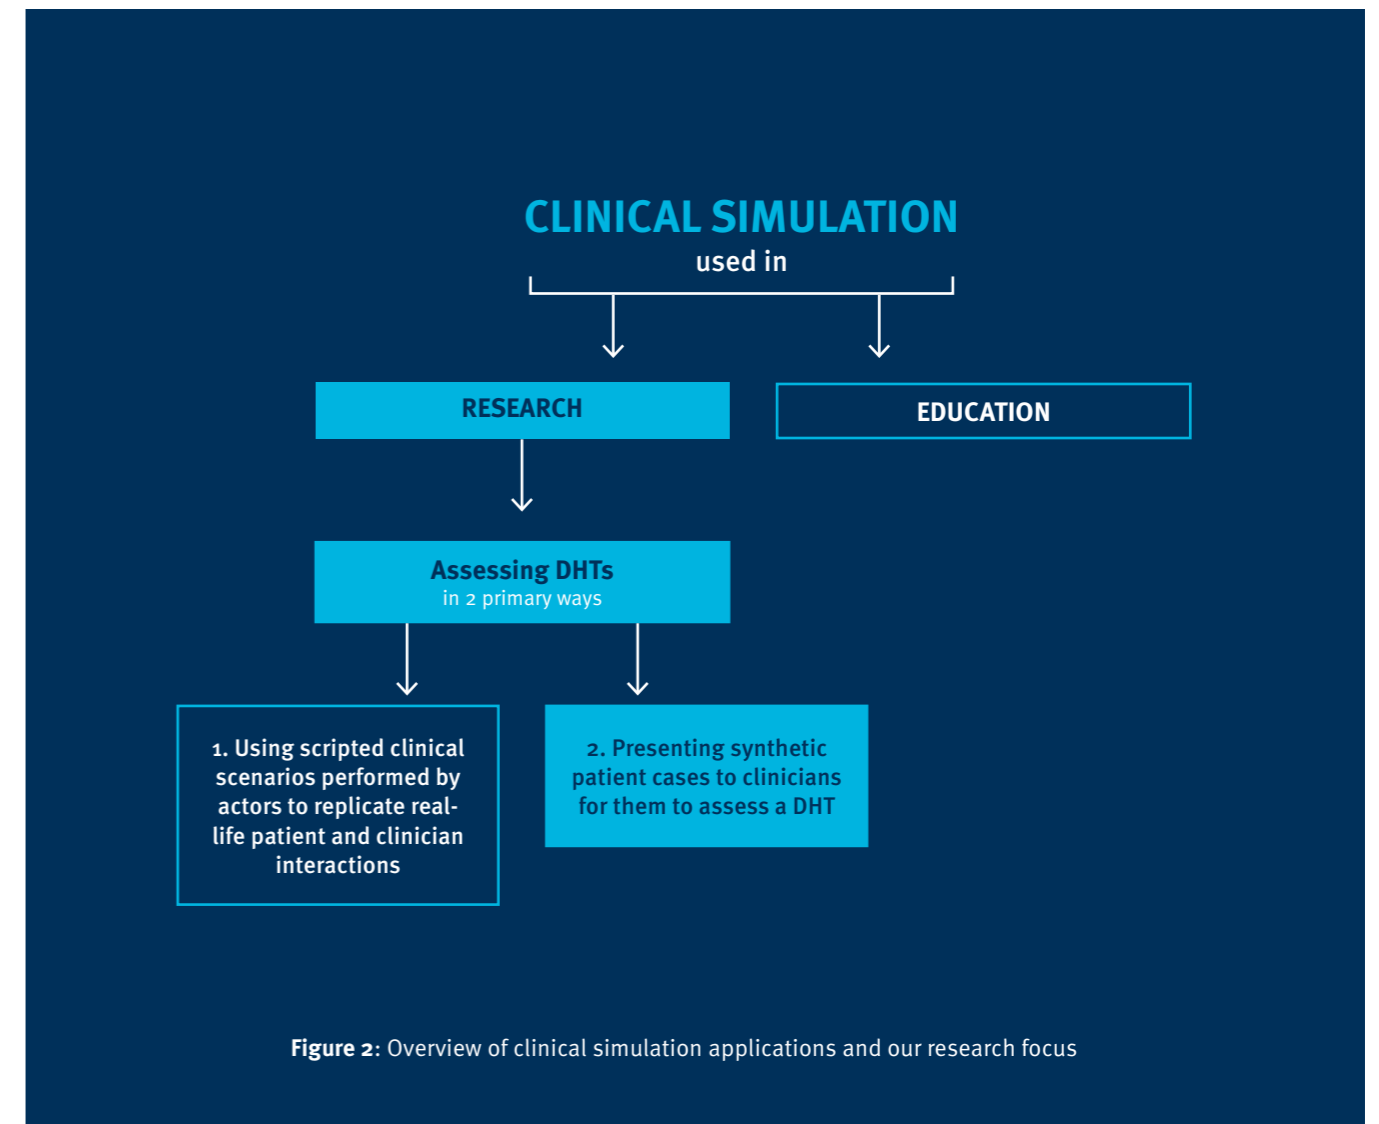 CLINICAL SIMULATION
used in
RESEARCH
EDUCATION
Assessing DHTs
in 2 primary ways
1. Using scripted clinical
scenarios performed by
actors to replicate real-
life patient and clinician
interactions
2. Presenting synthetic
patient cases to clinicians
for them to assess a DHT
Figure 2: Overview of clinical simulation applications and our research focus